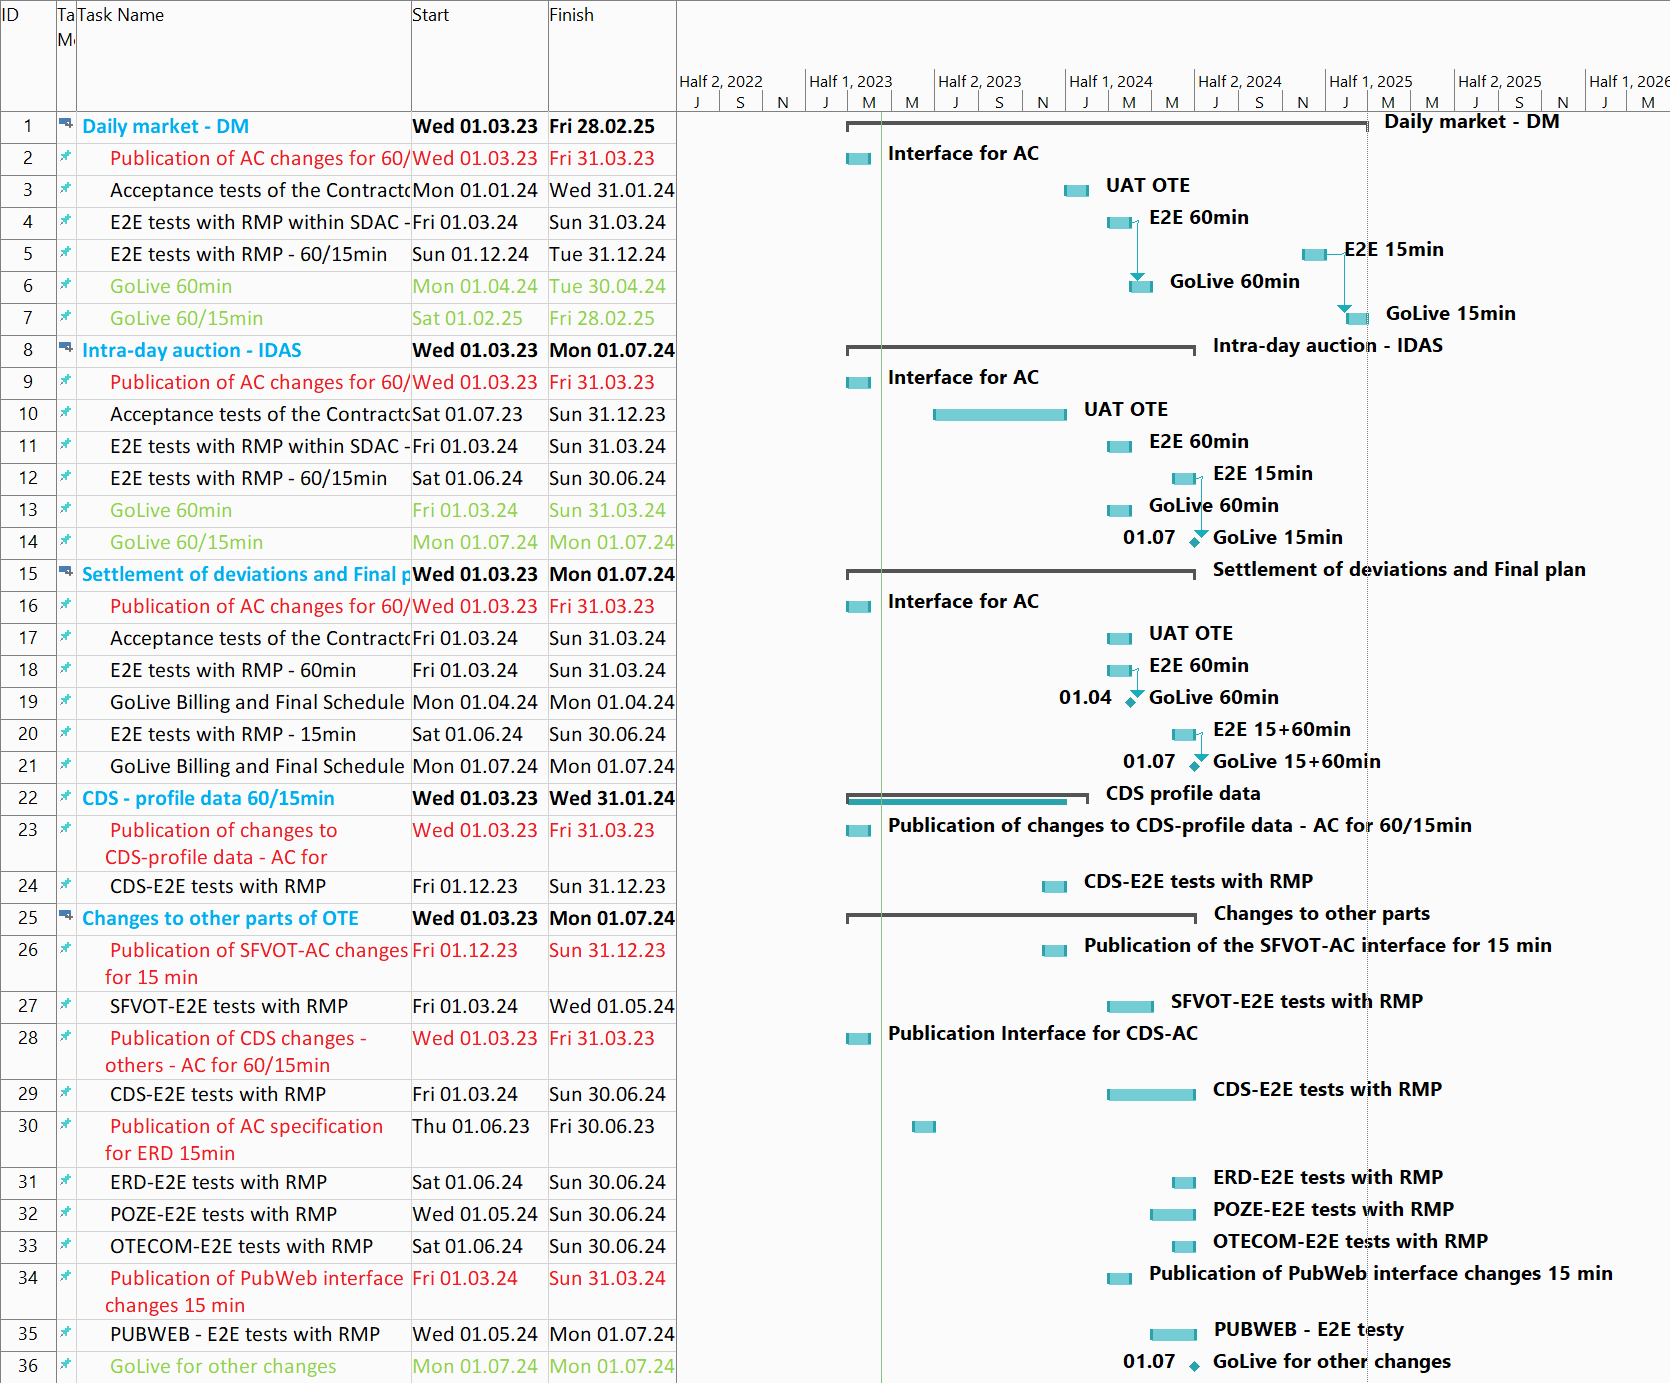 ID Ta Task Name Start Finish
M
Half 2, 2022 Half 1, 2023 Half 2, 2023 Half 1, 2024 Half 2, 2024 Half 1, 2025 Half 2, 2025 Half 1, 2026
J S N J M M J S N J M M J S N J M M J S N J M
1 Daily market - DM Wed 01.03.23 Fri 28.02.25 Daily market - DM
2 Publication of AC changes for 60/ Wed 01.03.23 Fri 31.03.23 Interface for AC
3 Acceptance tests of the Contracto Mon 01.01.24 Wed 31.01.24 UAT OTE
4 E2E tests with RMP within SDAC - Fri 01.03.24 Sun 31.03.24 E2E 60min
5 E2E tests with RMP - 60/15min Sun 01.12.24 Tue 31.12.24 E2E 15min
6 GoLive 60min Mon 01.04.24 Tue 30.04.24 GoLive 60min
7 GoLive 60/15min Sat 01.02.25 Fri 28.02.25 GoLive 15min
8 Intra-day auction - IDAS Wed 01.03.23 Mon 01.07.24 Intra-day auction - IDAS
9 Publication of AC changes for 60/ Wed 01.03.23 Fri 31.03.23 Interface for AC
10 Acceptance tests of the Contracto Sat 01.07.23 Sun 31.12.23 UAT OTE
11 E2E tests with RMP within SDAC - Fri 01.03.24 Sun 31.03.24 E2E 60min
12 E2E tests with RMP - 60/15min Sat 01.06.24 Sun 30.06.24 E2E 15min
13 GoLive 60min Fri 01.03.24 Sun 31.03.24 GoLive 60min
14 GoLive 60/15min Mon 01.07.24 Mon 01.07.24 01.07 GoLive 15min
15 Settlement of deviations and Final p Wed 01.03.23 Mon 01.07.24 Settlement of deviations and Final plan
16 Publication of AC changes for 60/ Wed 01.03.23 Fri 31.03.23 Interface for AC
17 Acceptance tests of the Contracto Fri 01.03.24 Sun 31.03.24 UAT OTE
18 E2E tests with RMP - 60min Fri 01.03.24 Sun 31.03.24 E2E 60min
19 GoLive Billing and Final Schedule Mon 01.04.24 Mon 01.04.24 01.04 GoLive 60min
20 E2E tests with RMP - 15min Sat 01.06.24 Sun 30.06.24 E2E 15+60min
21 GoLive Billing and Final Schedule Mon 01.07.24 Mon 01.07.24 01.07 GoLive 15+60min
22 CDS - profile data 60/15min Wed 01.03.23 Wed 31.01.24 CDS profile data
23 Publication of changes to Wed 01.03.23 Fri 31.03.23 Publication of changes to CDS-profile data - AC for 60/15min
CDS-profile data - AC for
24 CDS-E2E tests with RMP Fri 01.12.23 Sun 31.12.23 CDS-E2E tests with RMP
25 Changes to other parts of OTE Wed 01.03.23 Mon 01.07.24 Changes to other parts
26 Publication of SFVOT-AC changes Fri 01.12.23 Sun 31.12.23 Publication of the SFVOT-AC interface for 15 min
for 15 min
27 SFVOT-E2E tests with RMP Fri 01.03.24 Wed 01.05.24 SFVOT-E2E tests with RMP
28 Publication of CDS changes - Wed 01.03.23 Fri 31.03.23 Publication Interface for CDS-AC
others - AC for 60/15min
29 CDS-E2E tests with RMP Fri 01.03.24 Sun 30.06.24 CDS-E2E tests with RMP
30 Publication of AC specification Thu 01.06.23 Fri 30.06.23
for ERD 15min
31 ERD-E2E tests with RMP Sat 01.06.24 Sun 30.06.24 ERD-E2E tests with RMP
32 POZE-E2E tests with RMP Wed 01.05.24 Sun 30.06.24 POZE-E2E tests with RMP
33 OTECOM-E2E tests with RMP Sat 01.06.24 Sun 30.06.24 OTECOM-E2E tests with RMP
34 Publication of PubWeb interface Fri 01.03.24 Sun 31.03.24 Publication of PubWeb interface changes 15 min
changes 15 min
35 PUBWEB - E2E tests with RMP Wed 01.05.24 Mon 01.07.24 PUBWEB - E2E testy
36 GoLive for other changes Mon 01.07.24 Mon 01.07.24 01.07 GoLive for other changes